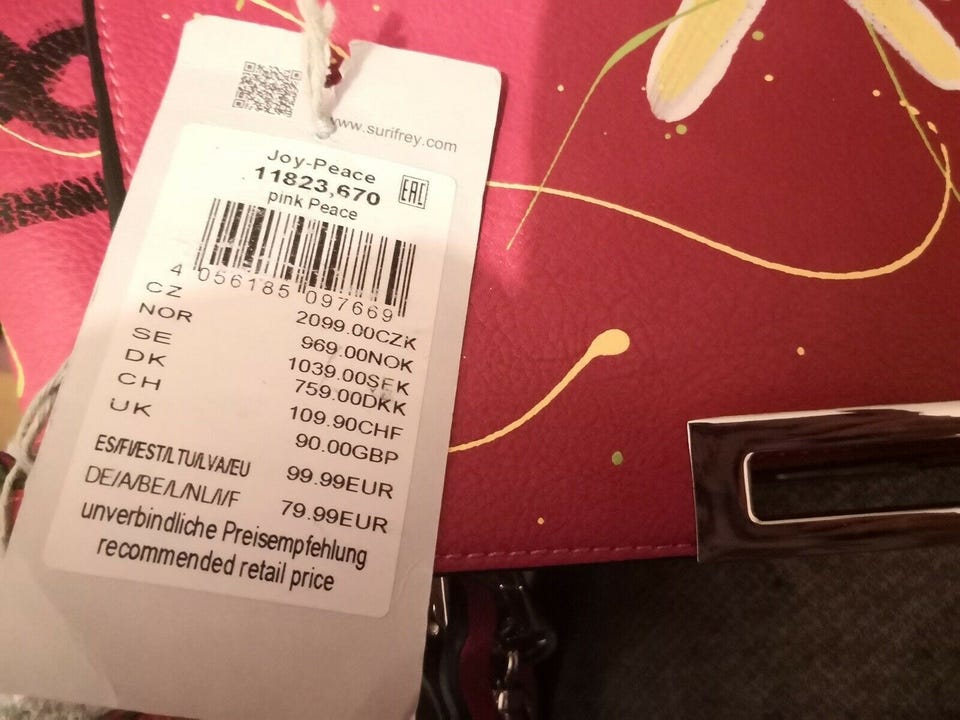 www.surifrey.com
Joy-Peace
11823,670
EAC
pink Peace
4 056185 097669
CZ 2099.00CZK
NOR 969.00NOK
SE 1039.00SEK
DK 759.00DKK
CH 109.90CHF
UK 90.00GBP
ES/FI/EST/LTU/LVA/EU 99.99EUR
DE/A/BE/L/NL/I/F 79.99EUR
unverbindliche Preisempfehlung
recommended retail price